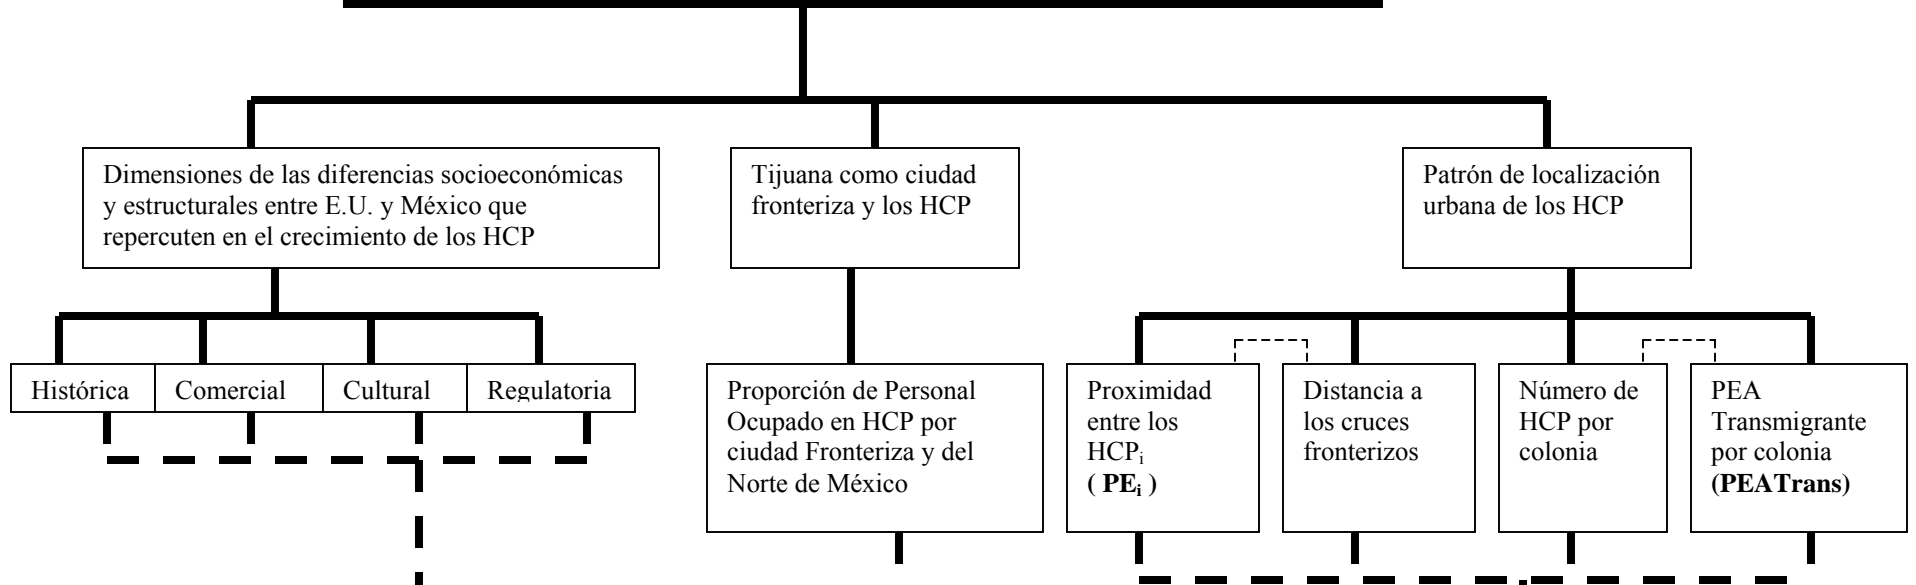 Dimensiones de las diferencias socioeconómicas
y estructurales entre E.U. y México que
repercuten en el crecimiento de los HCP
Tijuana como ciudad
fronteriza y los HCP
Patrón de localización
urbana de los HCP
Histórica
Comercial
Cultural
Regulatoria
Proporción de Personal
Ocupado en HCP por
ciudad Fronteriza y del
Norte de México
Proximidad
entre los
HCPi
( PEi )
Distancia a
los cruces
fronterizos
Número de
HCP por
colonia
PEA
Transmigrante
por colonia
(PEATrans)